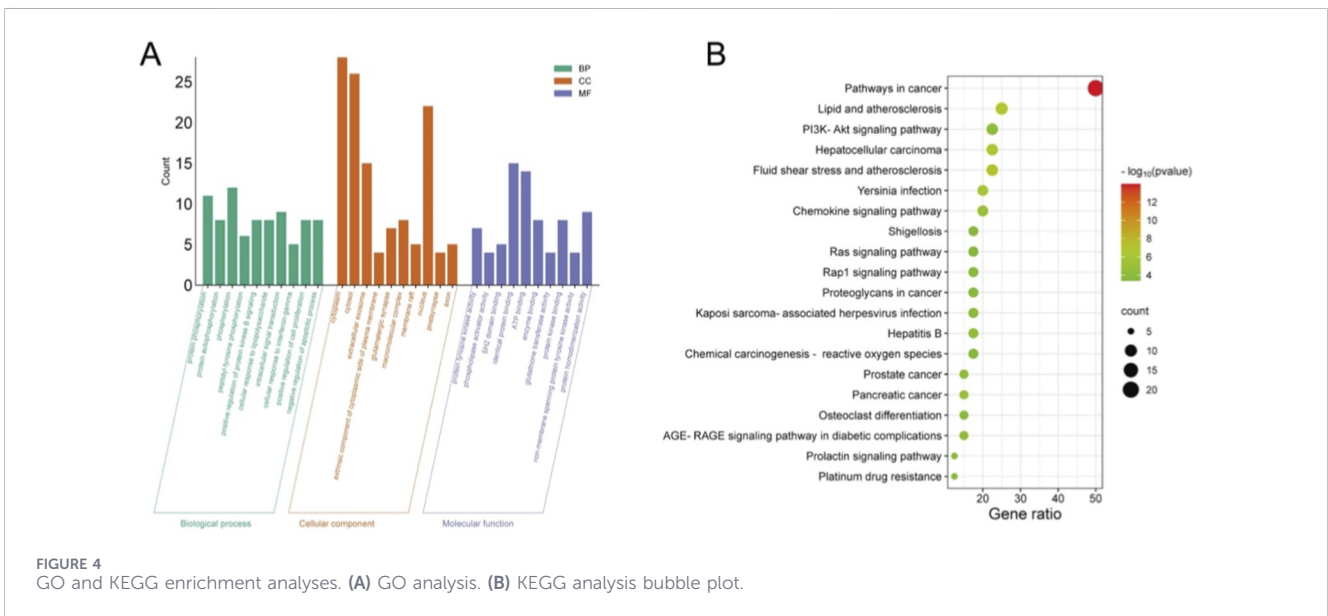 A
Count
25
20
15
10
5
0
BP
CC
MF
protein phosphorylation
protein autophosphorylation
phosphorylation
peptidyl-tyrosine phosphorylation
positive regulation of protein kinase B signaling
cellular response to lipopolysaccharide
intracellular signal transduction
cellular response to interferon-gamma
positive regulation of cell proliferation
negative regulation of apoptotic process
cytoplasm
cytosol
extracellular exosome
extrinsic component of cytoplasmic side of plasma membrane
glutamatergic synapse
macromolecular complex
membrane raft
nucleus
postsynapse
axon
protein tyrosine kinase activity
phospholipase activator activity
SH2 domain binding
identical protein binding
ATP binding
enzyme binding
glutathione transferase activity
protein kinase binding
non-membrane spanning protein tyrosine kinase activity
protein homodimerization activity
Biological process
Cellular component
Molecular function
B
Pathways in cancer
Lipid and atherosclerosis
PI3K- Akt signaling pathway
Hepatocellular carcinoma
Fluid shear stress and atherosclerosis
Yersinia infection
Chemokine signaling pathway
Shigellosis
Ras signaling pathway
Rap1 signaling pathway
Proteoglycans in cancer
Kaposi sarcoma- associated herpesvirus infection
Hepatitis B
Chemical carcinogenesis - reactive oxygen species
Prostate cancer
Pancreatic cancer
Osteoclast differentiation
AGE- RAGE signaling pathway in diabetic complications
Prolactin signaling pathway
Platinum drug resistance
20 30 40 50
Gene ratio
- log10(pvalue)
12
10
8
6
4
count
5
10
15
20
FIGURE 4
GO and KEGG enrichment analyses. (A) GO analysis. (B) KEGG analysis bubble plot.